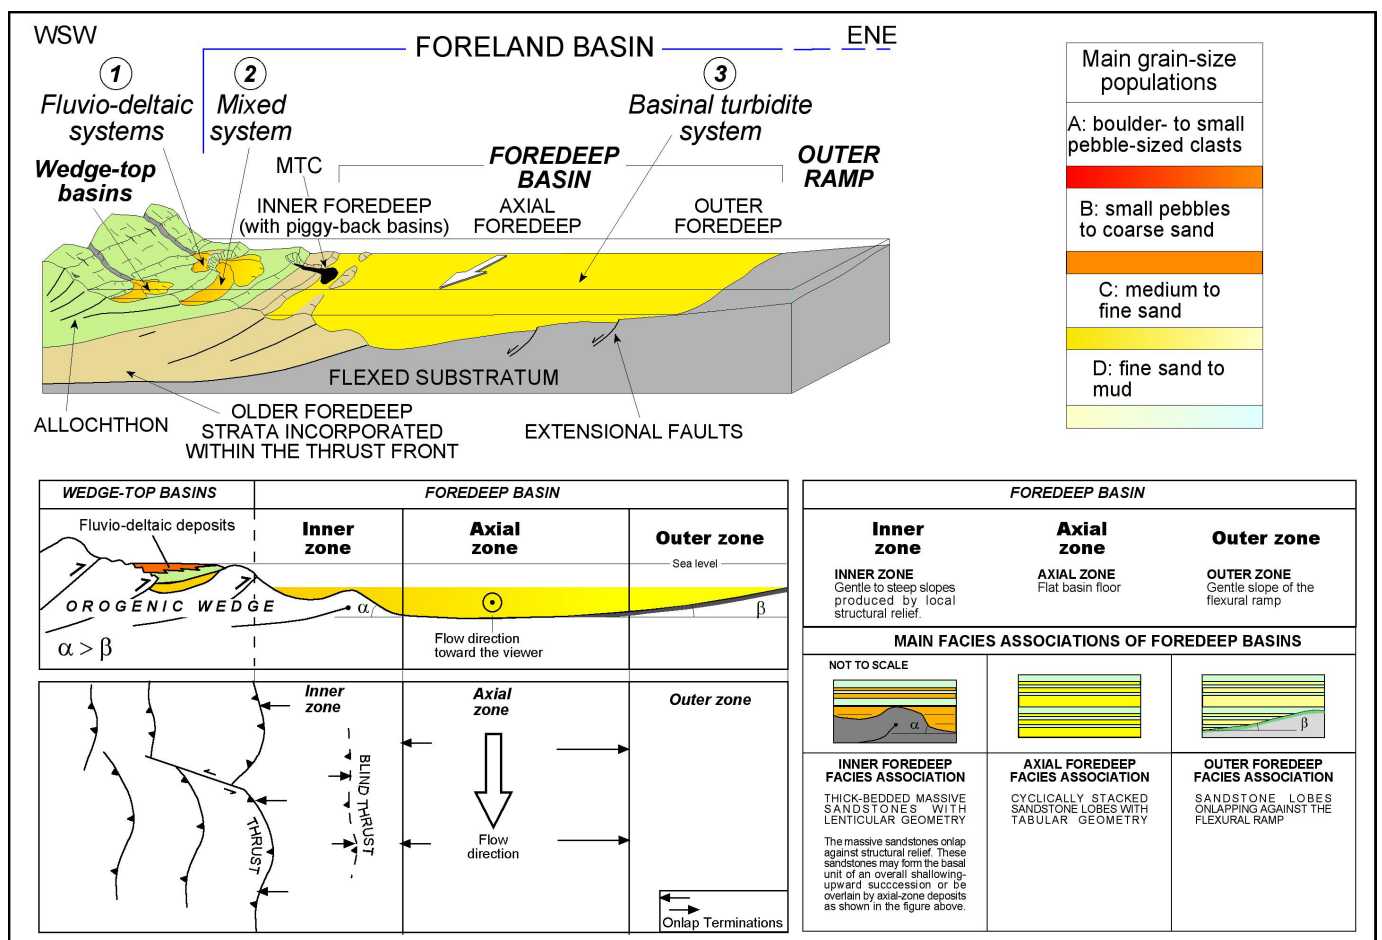 WSW
FORELAND BASIN
ENE
1
Fluvio-deltaic
systems
2
Mixed
system
3
Basinal turbidite
system
Wedge-top
basins
MTC
FOREDEEP
BASIN
OUTER
RAMP
INNER FOREDEEP
(with piggy-back basins)
AXIAL
FOREDEEP
OUTER
FOREDEEP
FLEXED SUBSTRATUM
ALLOCHTHON
OLDER FOREDEEP
STRATA INCORPORATED
WITHIN THE THRUST FRONT
EXTENSIONAL FAULTS
Main grain-size
populations
A: boulder- to small
pebble-sized clasts
B: small pebbles
to coarse sand
C: medium to
fine sand
D: fine sand to
mud
WEDGE-TOP BASINS
FOREDEEP BASIN
Fluvio-deltaic deposits
Inner
zone
Axial
zone
Outer zone
Sea level
OROGENIC WEDGE
α
β
α > β
Flow direction
toward the viewer
Inner
zone
Axial
zone
Outer zone
BLIND THRUST
THRUST
Flow
direction
Onlap Terminations
FOREDEEP BASIN
Inner
zone
Axial
zone
Outer zone
INNER ZONE
Gentle to steep slopes
produced by local
structural relief.
AXIAL ZONE
Flat basin floor
OUTER ZONE
Gentle slope of the
flexural ramp
MAIN FACIES ASSOCIATIONS OF FOREDEEP BASINS
NOT TO SCALE
α
β
INNER FOREDEEP
FACIES ASSOCIATION
THICK-BEDDED MASSIVE
SANDSTONES WITH
LENTICULAR GEOMETRY
The massive sandstones onlap
against structural relief. These
sandstones may form the basal
unit of an overall shallowing-
upward succcession or be
overlain by axial-zone deposits
as shown in the figure above.
AXIAL FOREDEEP
FACIES ASSOCIATION
CYCLICALLY STACKED
SANDSTONE LOBES WITH
TABULAR GEOMETRY
OUTER FOREDEEP
FACIES ASSOCIATION
SANDSTONE LOBES
ONLAPPING AGAINST THE
FLEXURAL RAMP